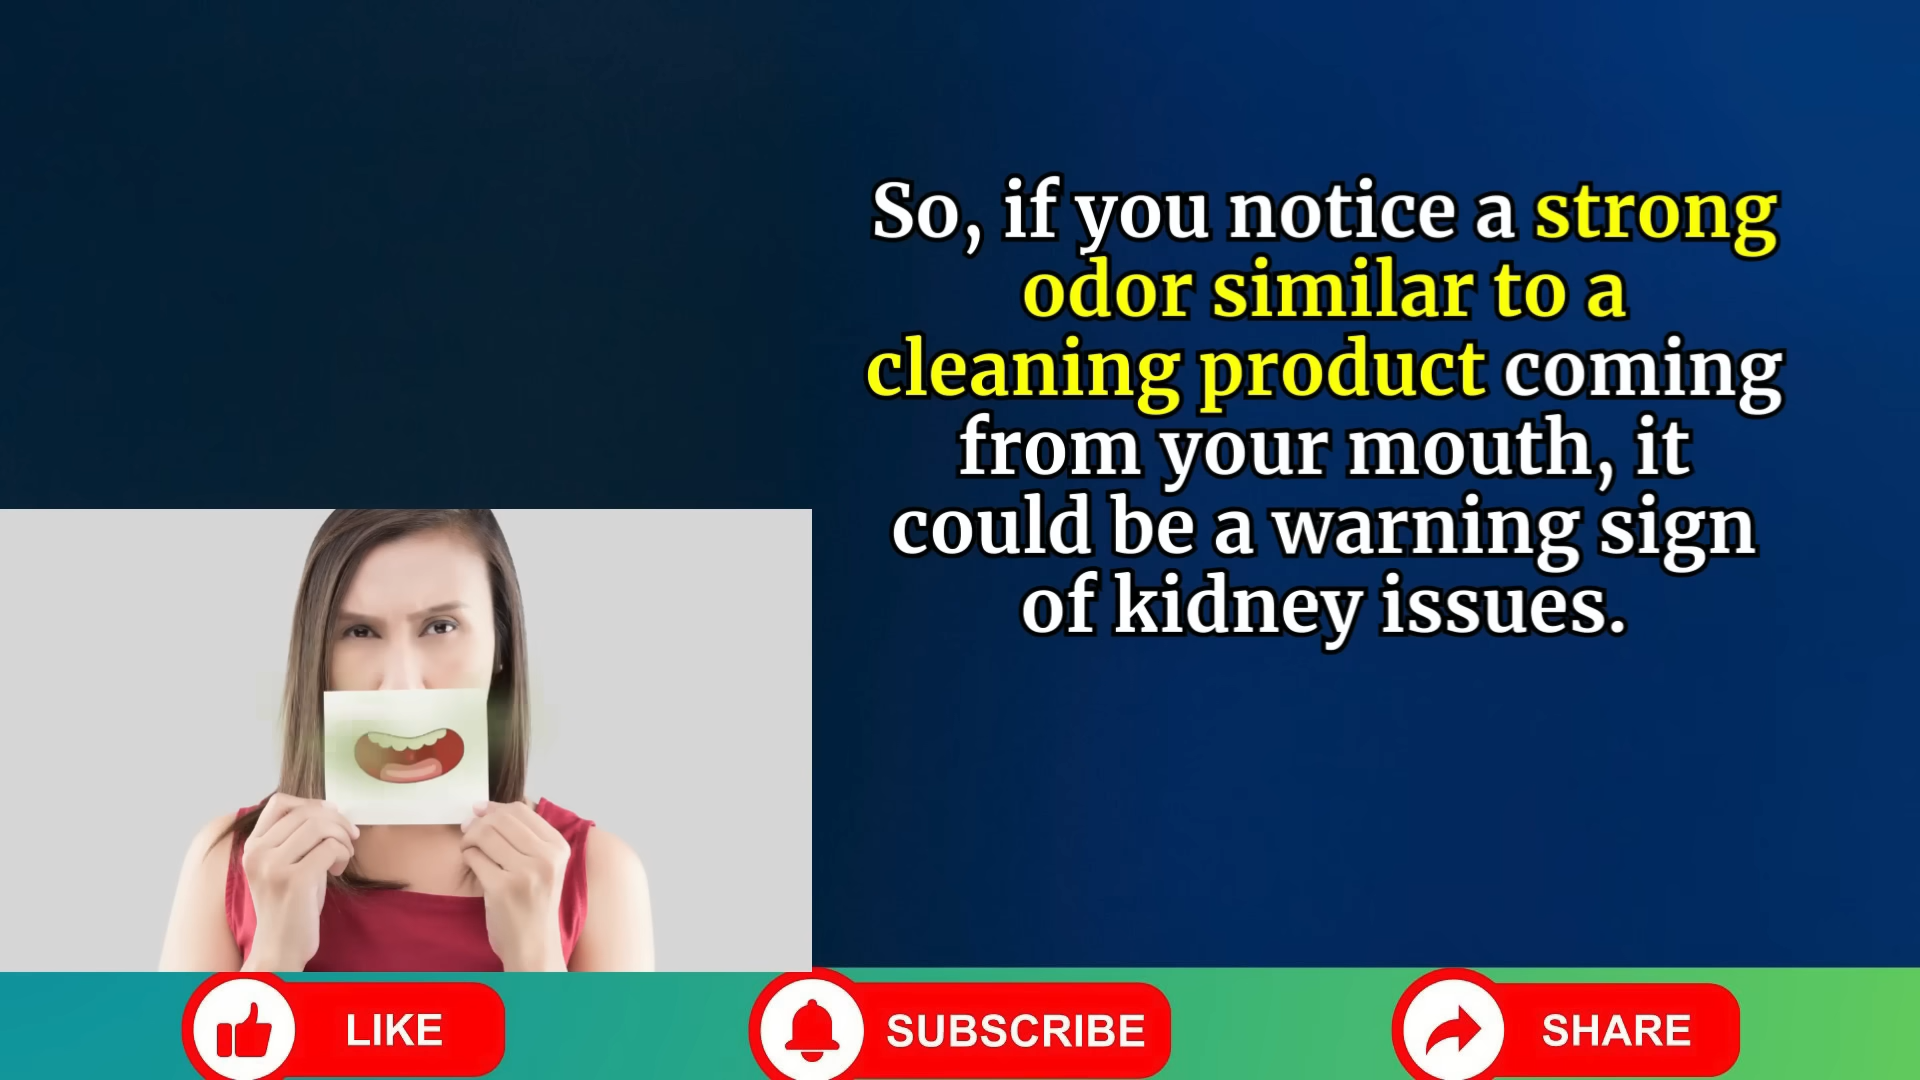 So, if you notice a strong
odor similar to a
cleaning product coming
from your mouth, it
could be a warning sign
of kidney issues.
LIKE
SUBSCRIBE
SHARE